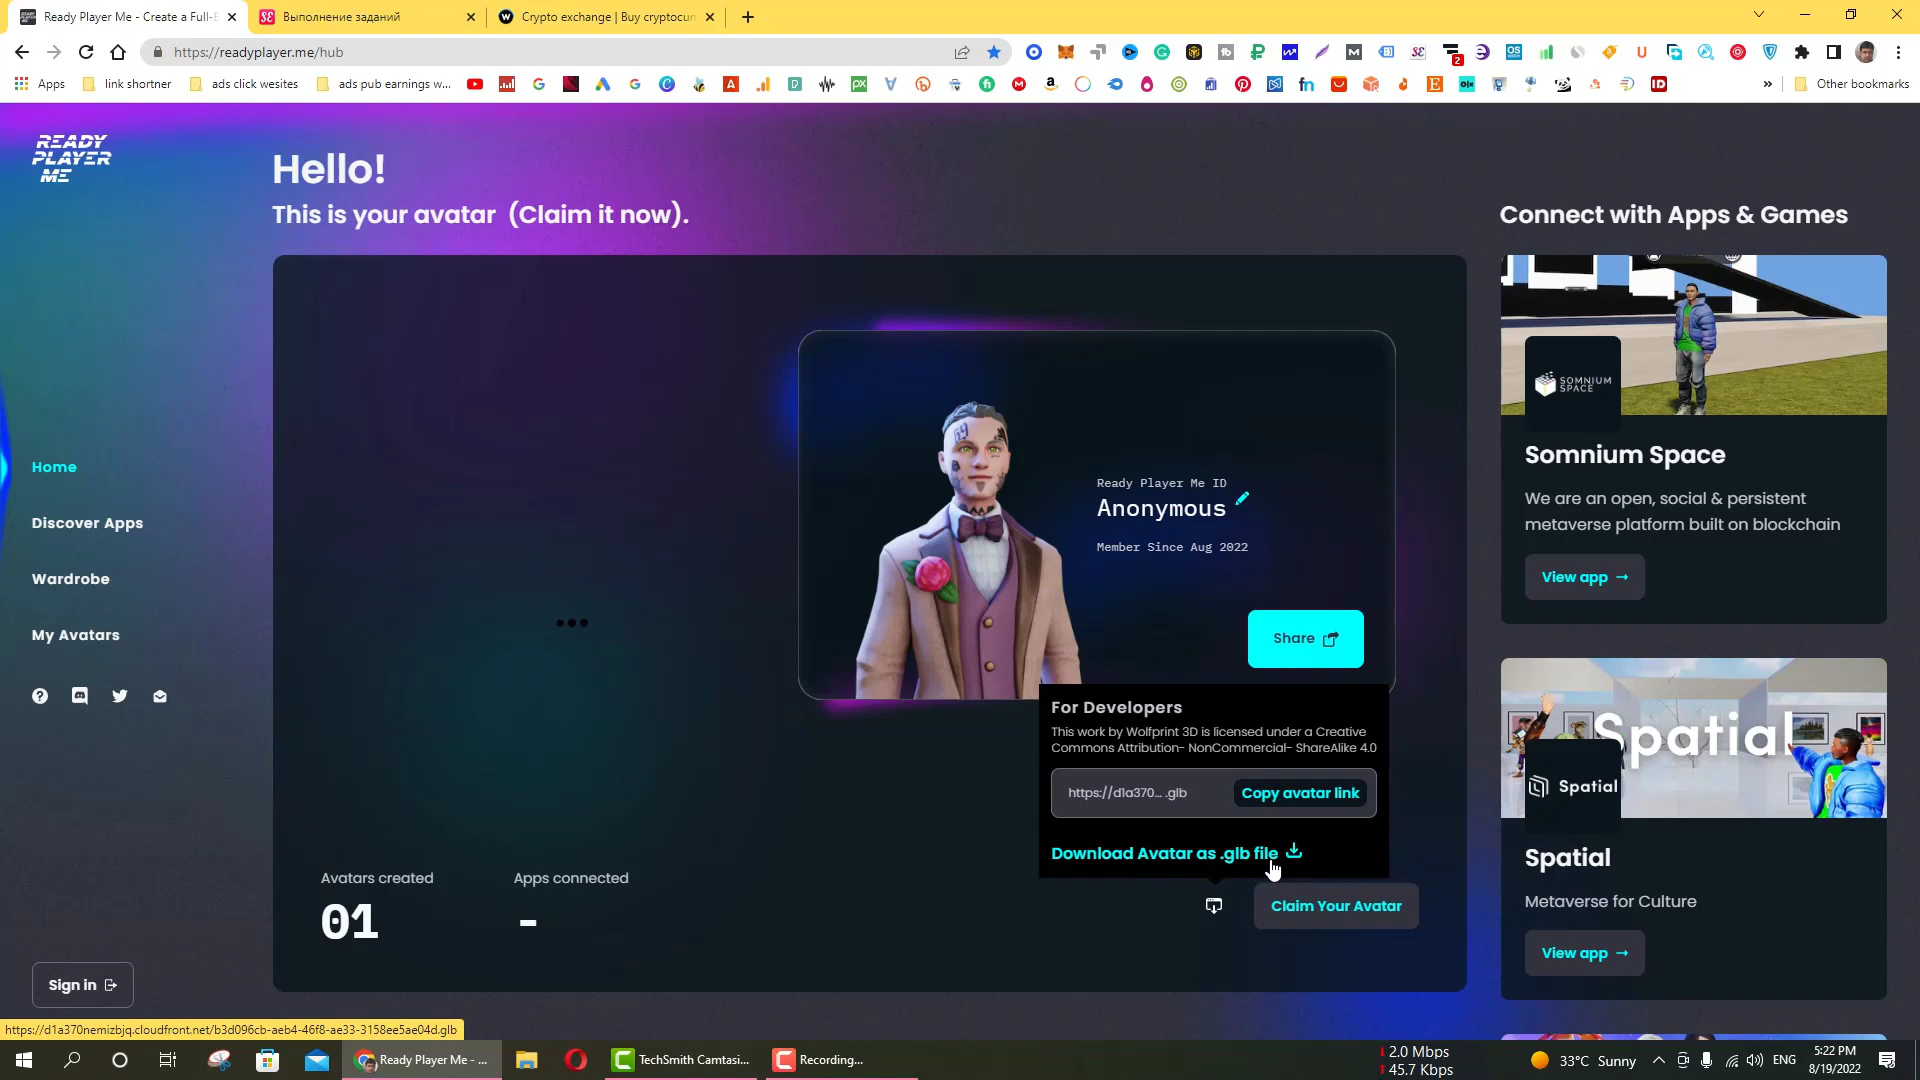 Ready Player Me - Create a Full-B
Выполнение заданий
Crypto exchange | Buy cryptocur
https://readyplayer.me/hub
Apps
link shortner
ads click wesites
ads pub earnings w...
Other bookmarks
READY
PLAYER
ME
Hello!
This is your avatar (Claim it now).
Home
Discover Apps
Wardrobe
My Avatars
Sign in
Ready Player Me ID
Anonymous
Member Since Aug 2022
Share
For Developers
This work by Wolfprint 3D is licensed under a Creative
Commons Attribution- NonCommercial- ShareAlike 4.0
https://d1a370... .glb
Copy avatar link
Download Avatar as .glb file
Claim Your Avatar
Avatars created
01
Apps connected
-
Connect with Apps & Games
SOMNIUM
SPACE
Somnium Space
We are an open, social & persistent
metaverse platform built on blockchain
View app →
Spatial
Spatial
Spatial
Metaverse for Culture
View app →
https://d1a370nemizbjq.cloudfront.net/b3d096cb-aeb4-46f8-ae33-3158ee5ae04d.glb
Ready Player Me - ...
TechSmith Camtasi...
Recording...
2.0 Mbps
45.7 Kbps
33°C Sunny
ENG
5:22 PM
8/19/2022